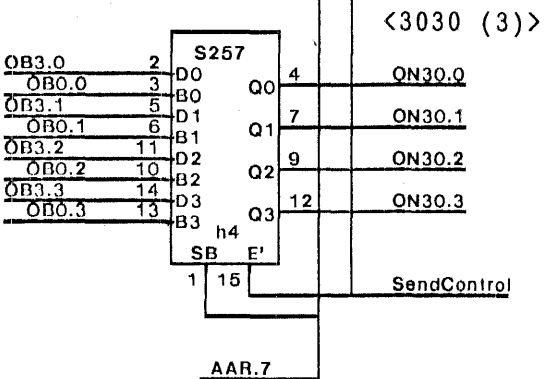 <3030 (3)>
S257
OB3.0 2 D0 Q0 4 ON30.0
OB0.0 3 B0
OB3.1 5 D1 Q1 7 ON30.1
OB0.1 6 B1
OB3.2 11 D2 Q2 9 ON30.2
OB0.2 10 B2
OB3.3 14 D3 Q3 12 ON30.3
OB0.3 13 B3
h4
SB E'
1 15 SendControl
AAR.7